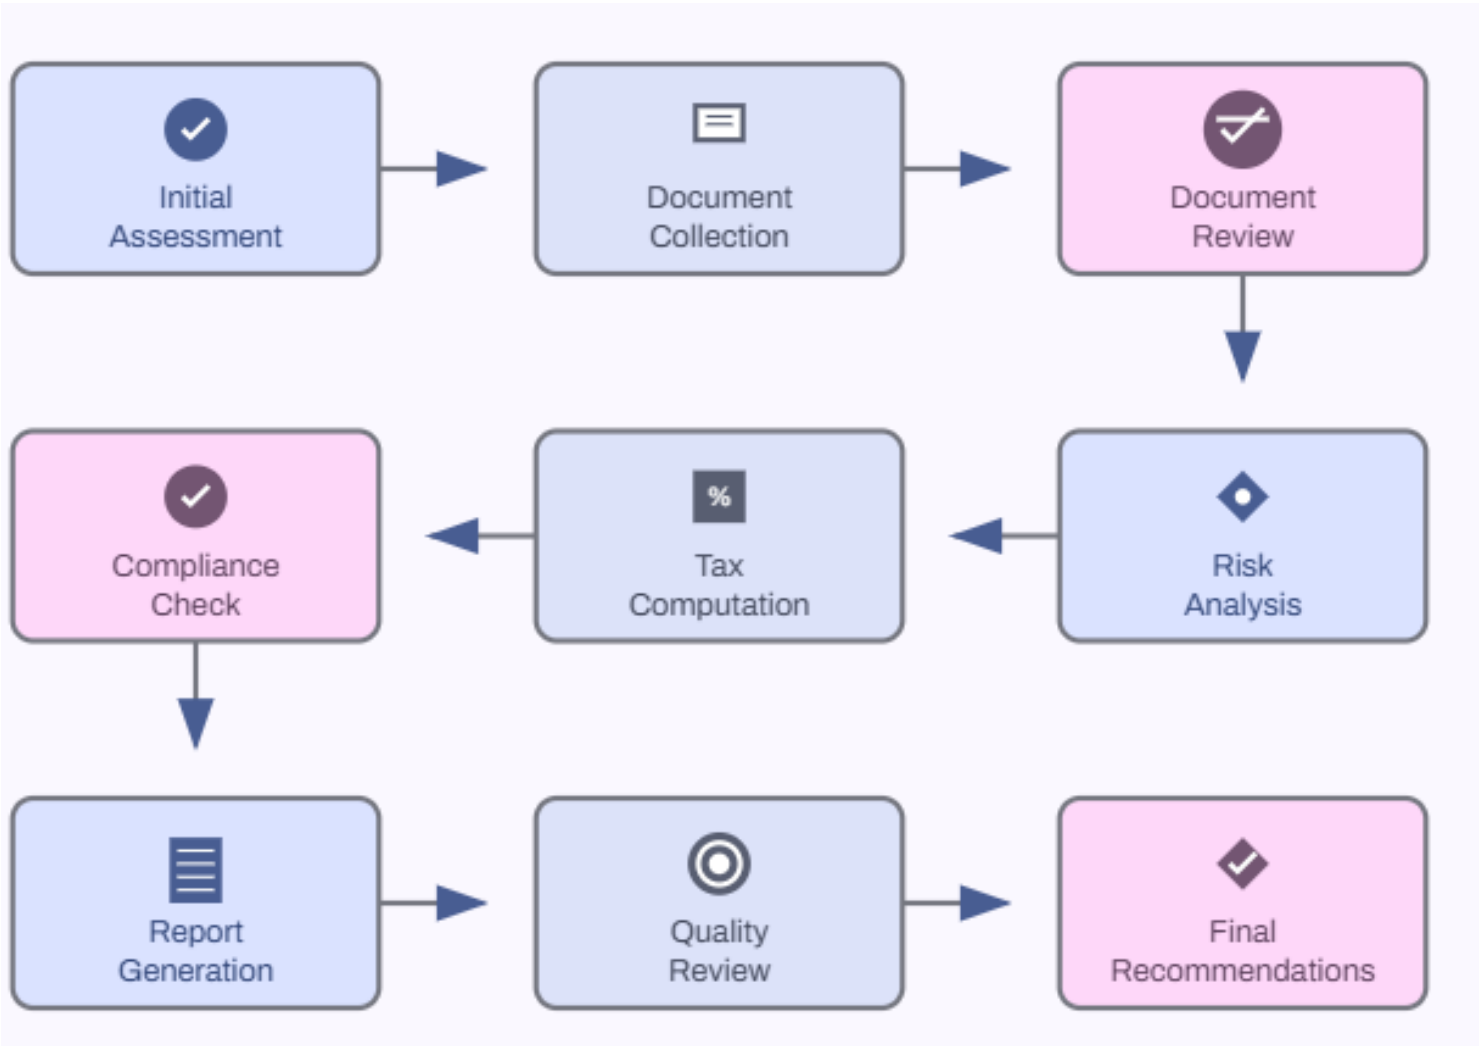 Initial
Assessment
Document
Collection
Document
Review
Compliance
Check
%
Tax
Computation
Risk
Analysis
Report
Generation
Quality
Review
Final
Recommendations